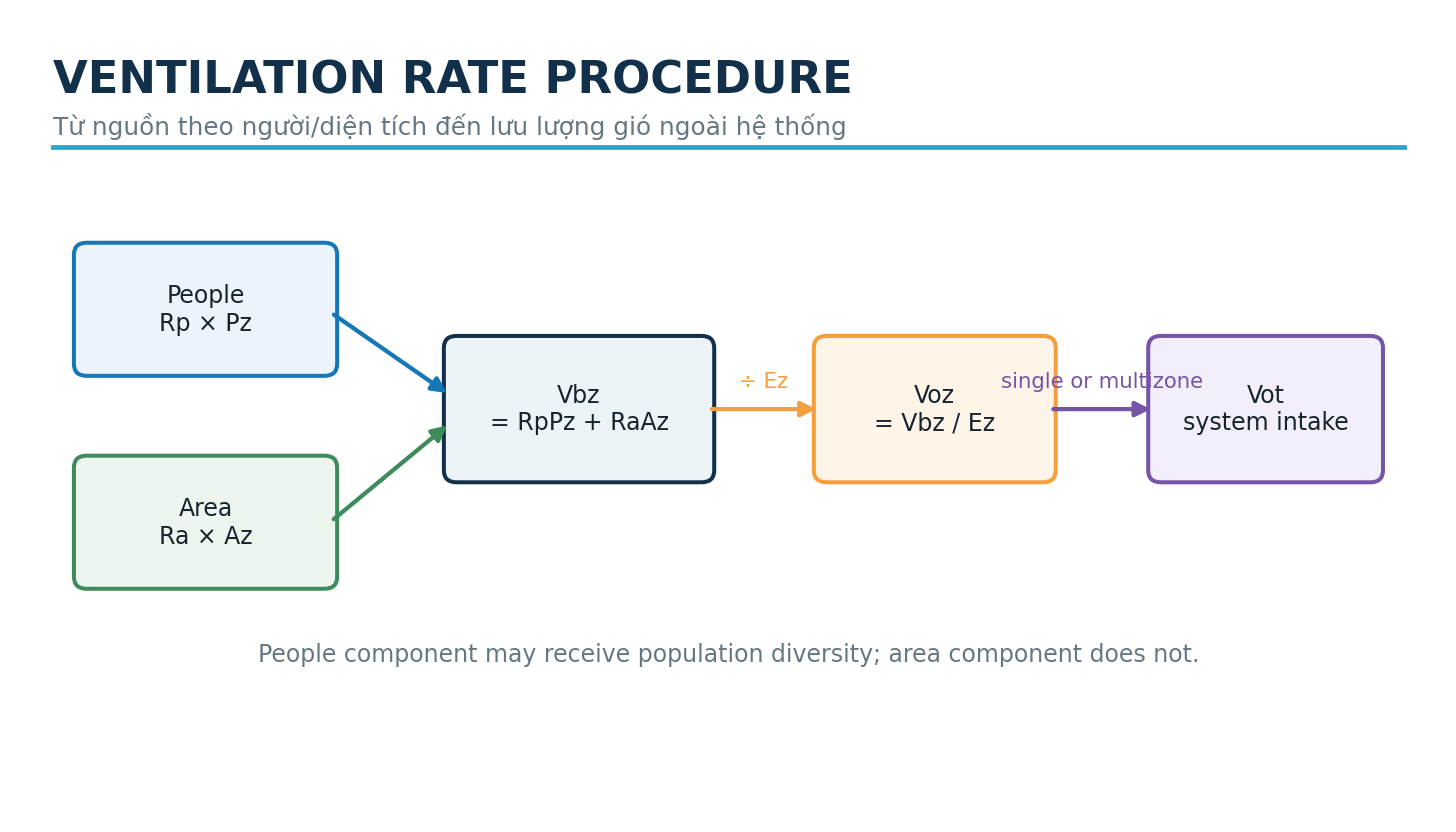 VENTILATION RATE PROCEDURE
Từ nguồn theo người/diện tích đến lưu lượng gió ngoài hệ thống
People
Rp × Pz
Area
Ra × Az
Vbz
= RpPz + RaAz
÷ Ez
Voz
= Vbz / Ez
single or multizone
Vot
system intake
People component may receive population diversity; area component does not.